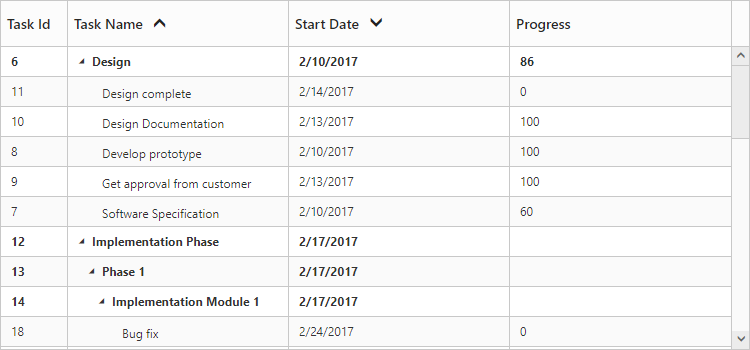 Task Id Task Name Start Date Progress
6 Design 2/10/2017 86
11 Design complete 2/14/2017 0
10 Design Documentation 2/13/2017 100
8 Develop prototype 2/10/2017 100
9 Get approval from customer 2/13/2017 100
7 Software Specification 2/10/2017 60
12 Implementation Phase 2/17/2017
13 Phase 1 2/17/2017
14 Implementation Module 1 2/17/2017
18 Bug fix 2/24/2017 0